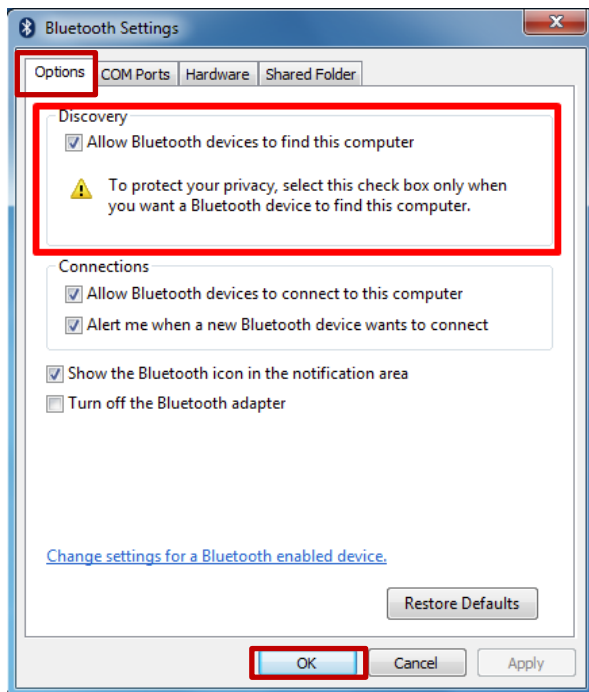 Bluetooth Settings
Options COM Ports Hardware Shared Folder
Discovery
Allow Bluetooth devices to find this computer
To protect your privacy, select this check box only when
you want a Bluetooth device to find this computer.
Connections
Allow Bluetooth devices to connect to this computer
Alert me when a new Bluetooth device wants to connect
Show the Bluetooth icon in the notification area
Turn off the Bluetooth adapter
Change settings for a Bluetooth enabled device.
Restore Defaults
OK Cancel Apply